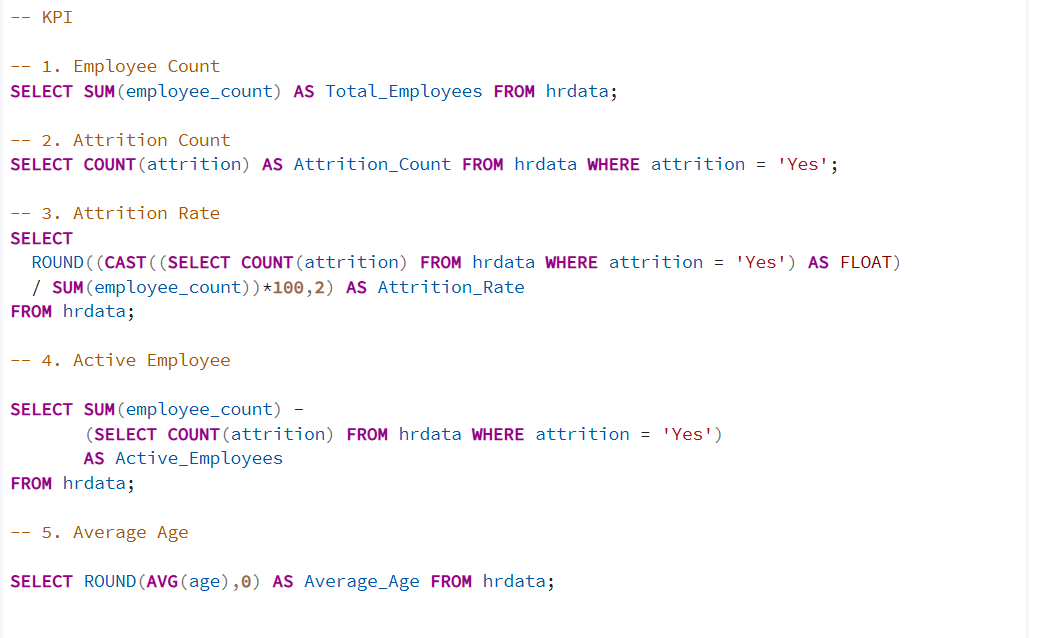 -- KPI
-- 1. Employee Count
SELECT SUM(employee_count) AS Total_Employees FROM hrdata;
-- 2. Attrition Count
SELECT COUNT(attrition) AS Attrition_Count FROM hrdata WHERE attrition = 'Yes';
-- 3. Attrition Rate
SELECT
  ROUND((CAST((SELECT COUNT(attrition) FROM hrdata WHERE attrition = 'Yes') AS FLOAT)
  / SUM(employee_count))*100,2) AS Attrition_Rate
FROM hrdata;
-- 4. Active Employee
SELECT SUM(employee_count) -
       (SELECT COUNT(attrition) FROM hrdata WHERE attrition = 'Yes')
       AS Active_Employees
FROM hrdata;
-- 5. Average Age
SELECT ROUND(AVG(age),0) AS Average_Age FROM hrdata;